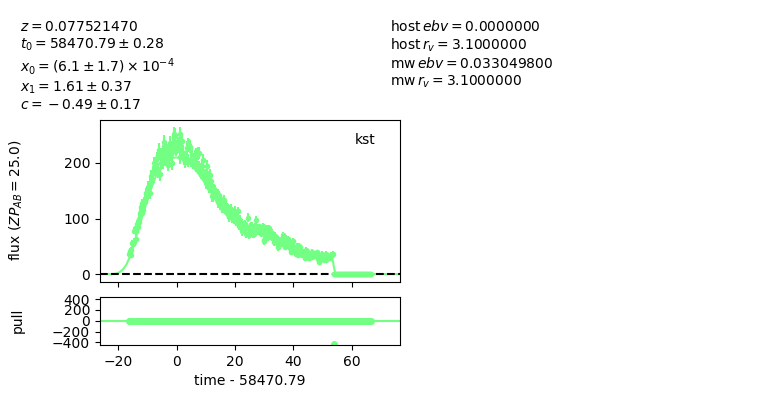 z = 0.077521470
t₀ = 58470.79 ± 0.28
x₀ = (6.1 ± 1.7) × 10⁻⁴
x₁ = 1.61 ± 0.37
c = −0.49 ± 0.17
host ebv = 0.0000000
host r_v = 3.1000000
mw ebv = 0.033049800
mw r_v = 3.1000000
kst
flux (ZP_AB = 25.0)
200
100
0
pull
400
200
0
−200
−400
−20 0 20 40 60
time - 58470.79